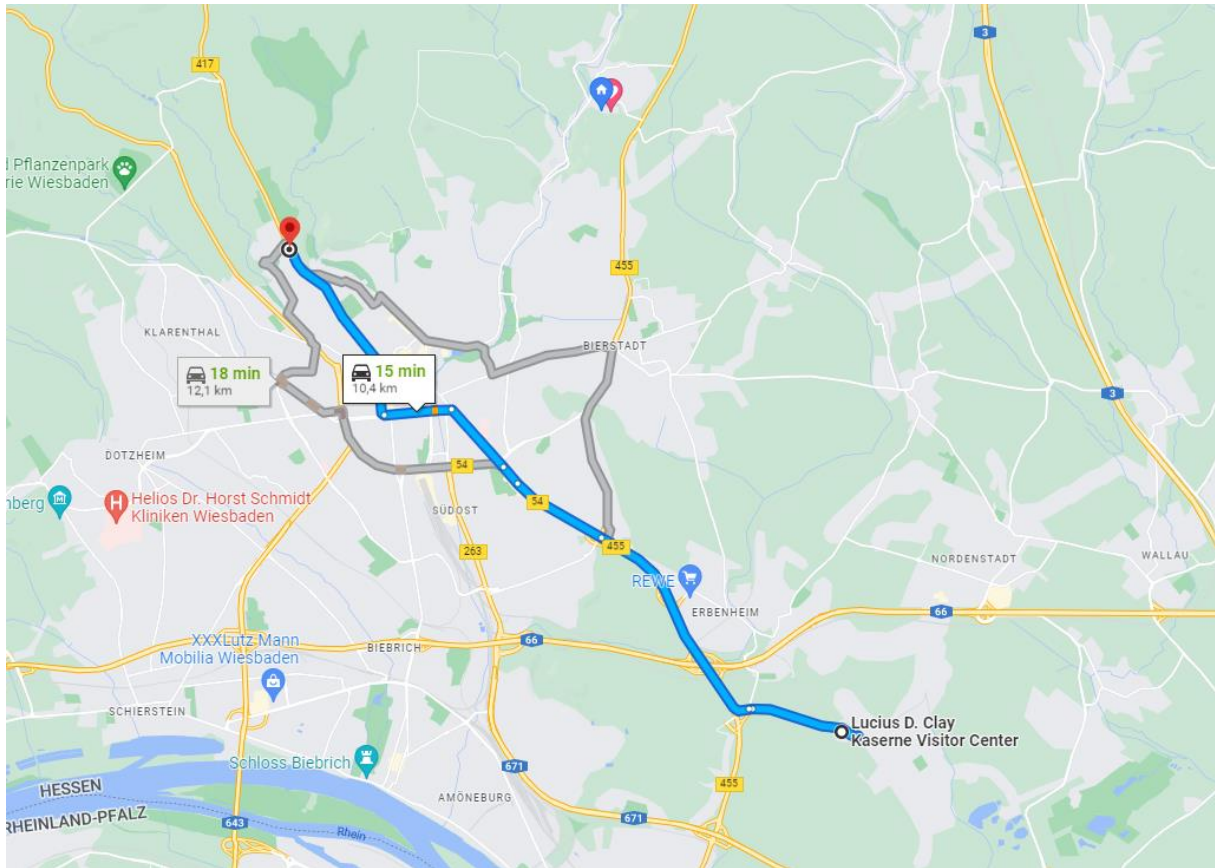 417
3
d Pflanzenpark
rie Wiesbaden
455
KLARENTHAL
BIERSTADT
18 min
12,1 km
15 min
10,4 km
3
DOTZHEIM
54
nberg
Helios Dr. Horst Schmidt
Kliniken Wiesbaden
54
SÜDOST
263
455
NORDENSTADT
WALLAU
REWE
ERBENHEIM
66
66
XXXLutz Mann
Mobilia Wiesbaden
BIEBRICH
SCHIERSTEIN
Lucius D. Clay
Kaserne Visitor Center
Schloss Biebrich
671
455
HESSEN
AMÖNEBURG
RHEINLAND-PFALZ
643
Rhein
671